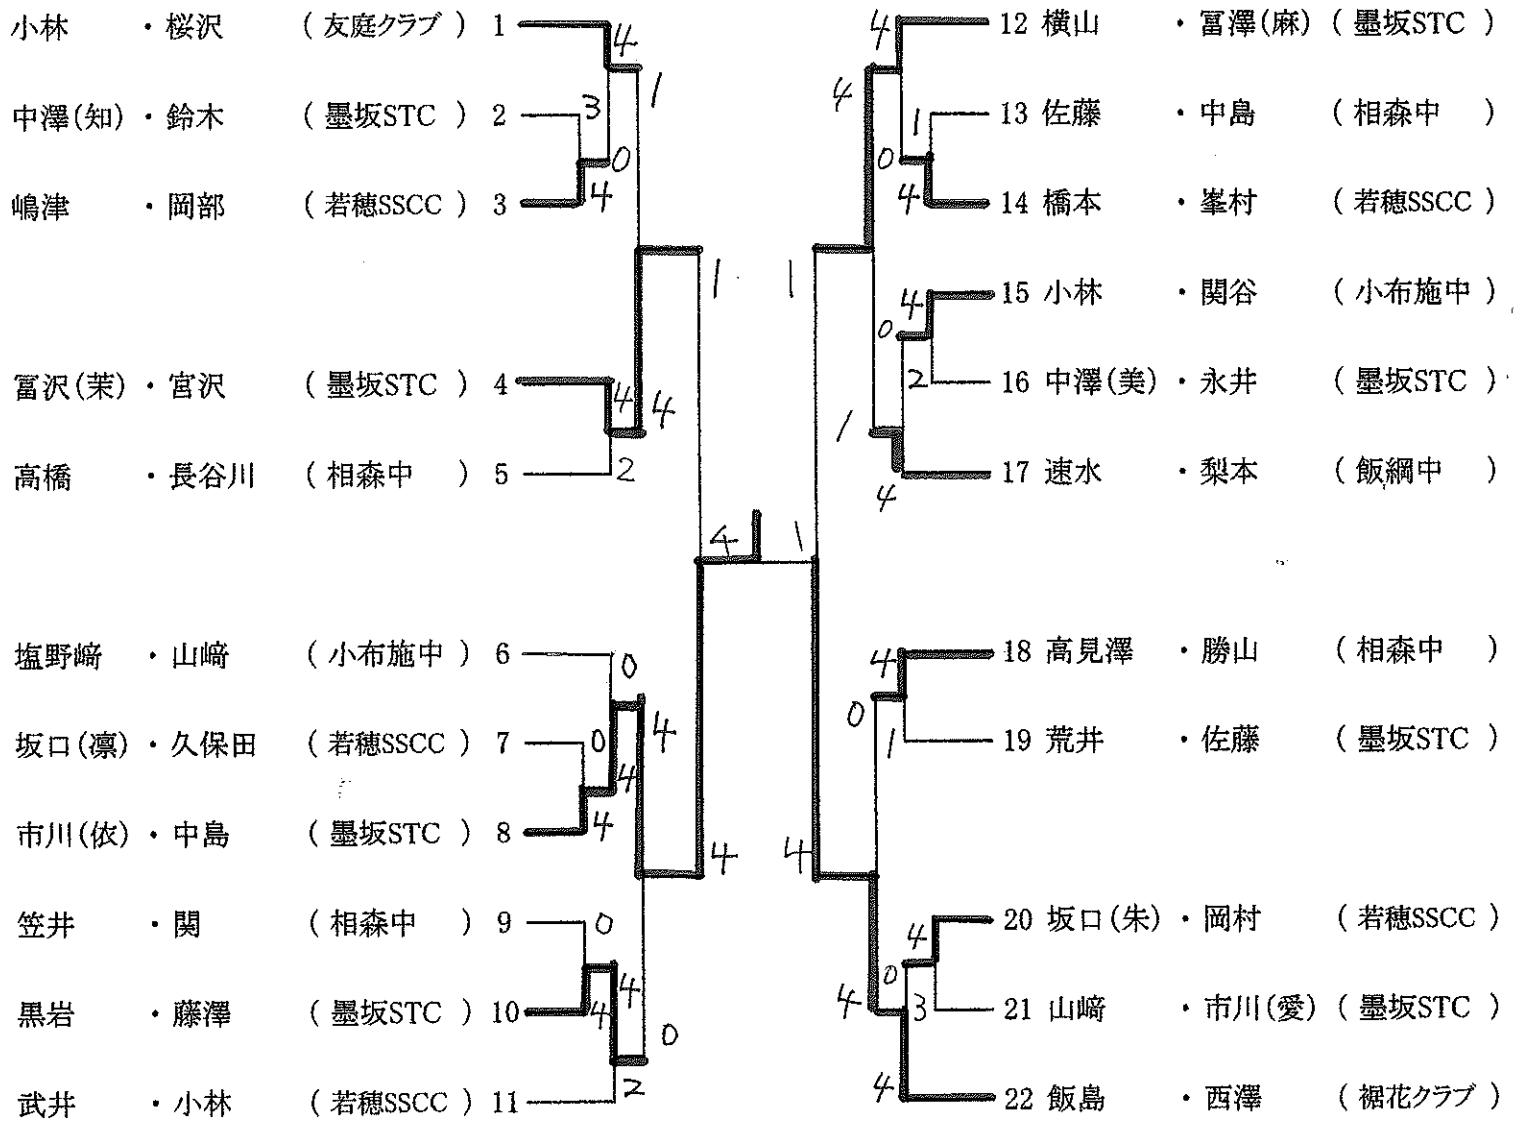 小林 ・桜沢 （友庭クラブ） 1
4
1
中澤(知)・鈴木 （墨坂STC） 2
3
0
嶋津 ・岡部 （若穂SSCC） 3
4
1
冨沢(茉)・宮沢 （墨坂STC） 4
4
4
高橋 ・長谷川 （相森中） 5
2
4
塩野﨑 ・山﨑 （小布施中） 6
0
4
坂口(凛)・久保田 （若穂SSCC） 7
0
4
市川(依)・中島 （墨坂STC） 8
4
4
笠井 ・関 （相森中） 9
0
4
黒岩 ・藤澤 （墨坂STC） 10
4
0
武井 ・小林 （若穂SSCC） 11
2
4
12 横山 ・冨澤(麻)（墨坂STC）
4
1
13 佐藤 ・中島 （相森中）
0
4
14 橋本 ・峯村 （若穂SSCC）
1
4
15 小林 ・関谷 （小布施中）
0
2
16 中澤(美)・永井 （墨坂STC）
1
4
17 速水 ・梨本 （飯綱中）
1
4
18 高見澤 ・勝山 （相森中）
0
1
19 荒井 ・佐藤 （墨坂STC）
4
4
20 坂口(朱)・岡村 （若穂SSCC）
0
3
21 山﨑 ・市川(愛)（墨坂STC）
4
4
22 飯島 ・西澤 （裾花クラブ）